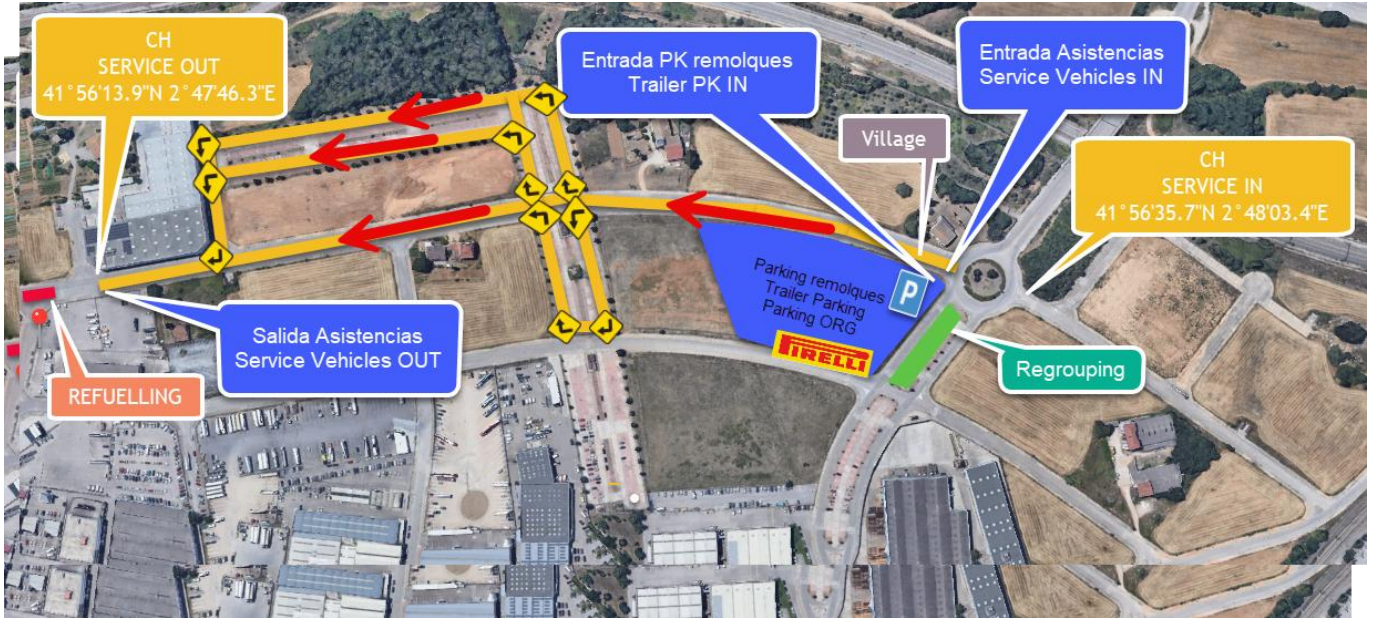 CH
SERVICE OUT
41°56'13.9"N 2°47'46.3"E
Entrada PK remolques
Trailer PK IN
Entrada Asistencias
Service Vehicles IN
Village
CH
SERVICE IN
41°56'35.7"N 2°48'03.4"E
Parking remolques
Trailer Parking
Parking ORG
P
PIRELLI
Salida Asistencias
Service Vehicles OUT
Regrouping
REFUELLING